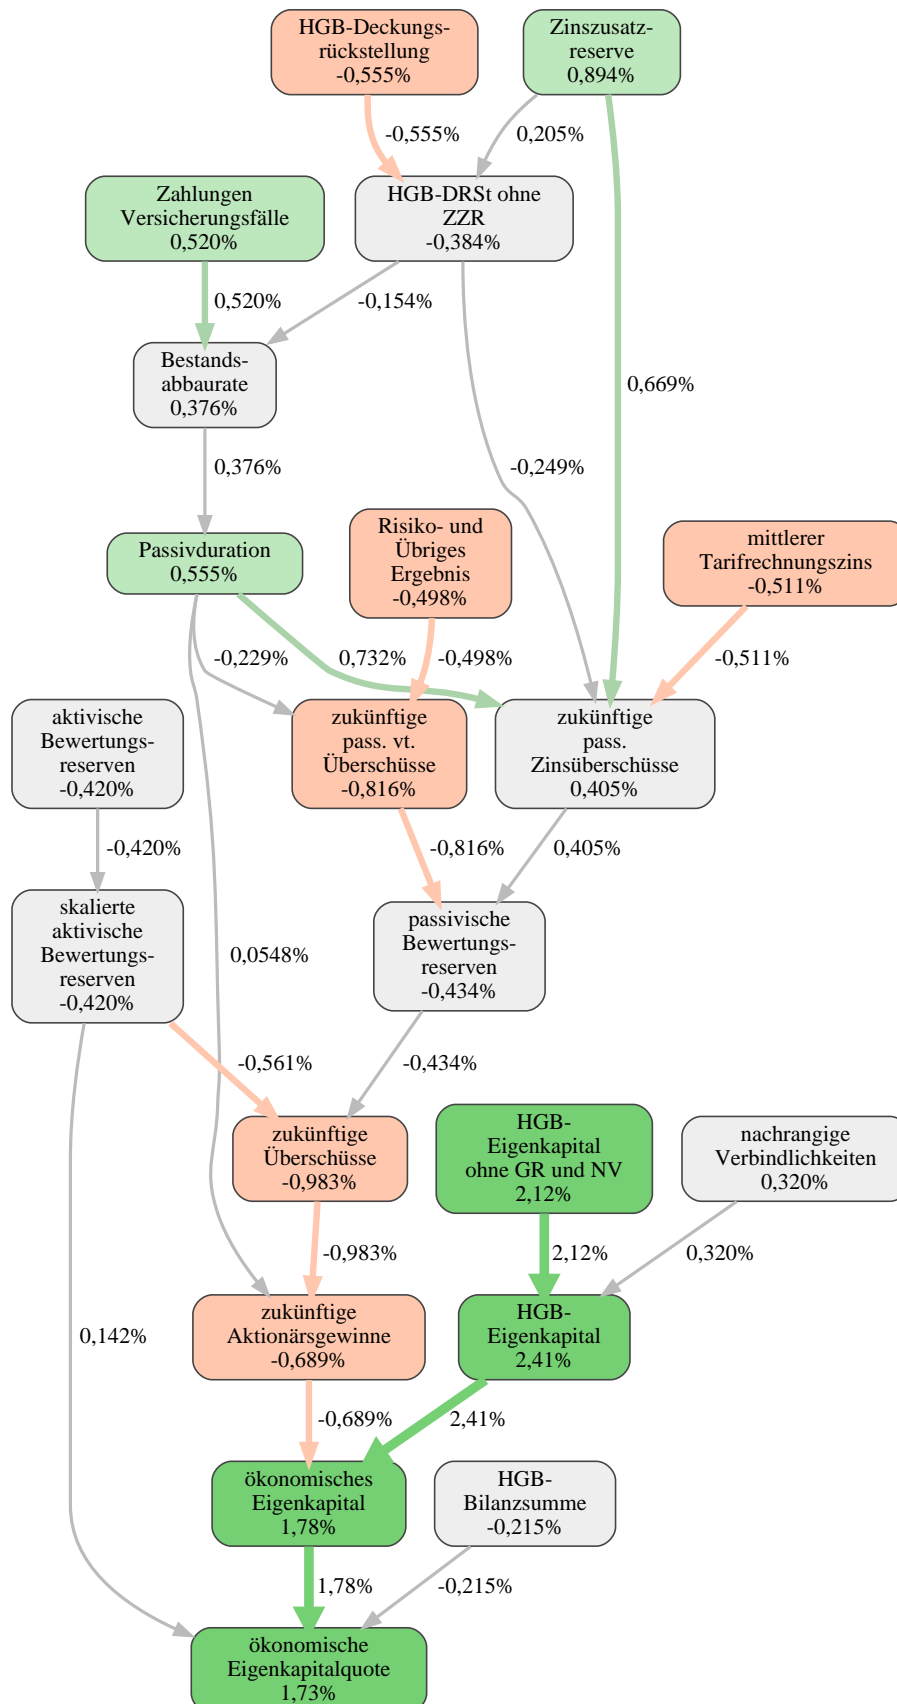 HGB-Deckungs-
rückstellung
-0,555%
Zinszusatz-
reserve
0,894%
-0,555%
0,205%
Zahlungen
Versicherungsfälle
0,520%
HGB-DRSt ohne
ZZR
-0,384%
0,520%
-0,154%
Bestands-
abbaurate
0,376%
0,669%
0,376%
-0,249%
Passivduration
0,555%
Risiko- und
Übriges
Ergebnis
-0,498%
mittlerer
Tarifrechnungszins
-0,511%
-0,229%
0,732%
-0,498%
-0,511%
aktivische
Bewertungs-
reserven
-0,420%
zukünftige
pass. vt.
Überschüsse
-0,816%
zukünftige
pass.
Zinsüberschüsse
0,405%
-0,420%
-0,816%
0,405%
skalierte
aktivische
Bewertungs-
reserven
-0,420%
0,0548%
passivische
Bewertungs-
reserven
-0,434%
-0,561%
-0,434%
zukünftige
Überschüsse
-0,983%
HGB-
Eigenkapital
ohne GR und NV
2,12%
nachrangige
Verbindlichkeiten
0,320%
-0,983%
2,12%
0,320%
0,142%
zukünftige
Aktionärsgewinne
-0,689%
HGB-
Eigenkapital
2,41%
-0,689%
2,41%
ökonomisches
Eigenkapital
1,78%
HGB-
Bilanzsumme
-0,215%
1,78%
-0,215%
ökonomische
Eigenkapitalquote
1,73%